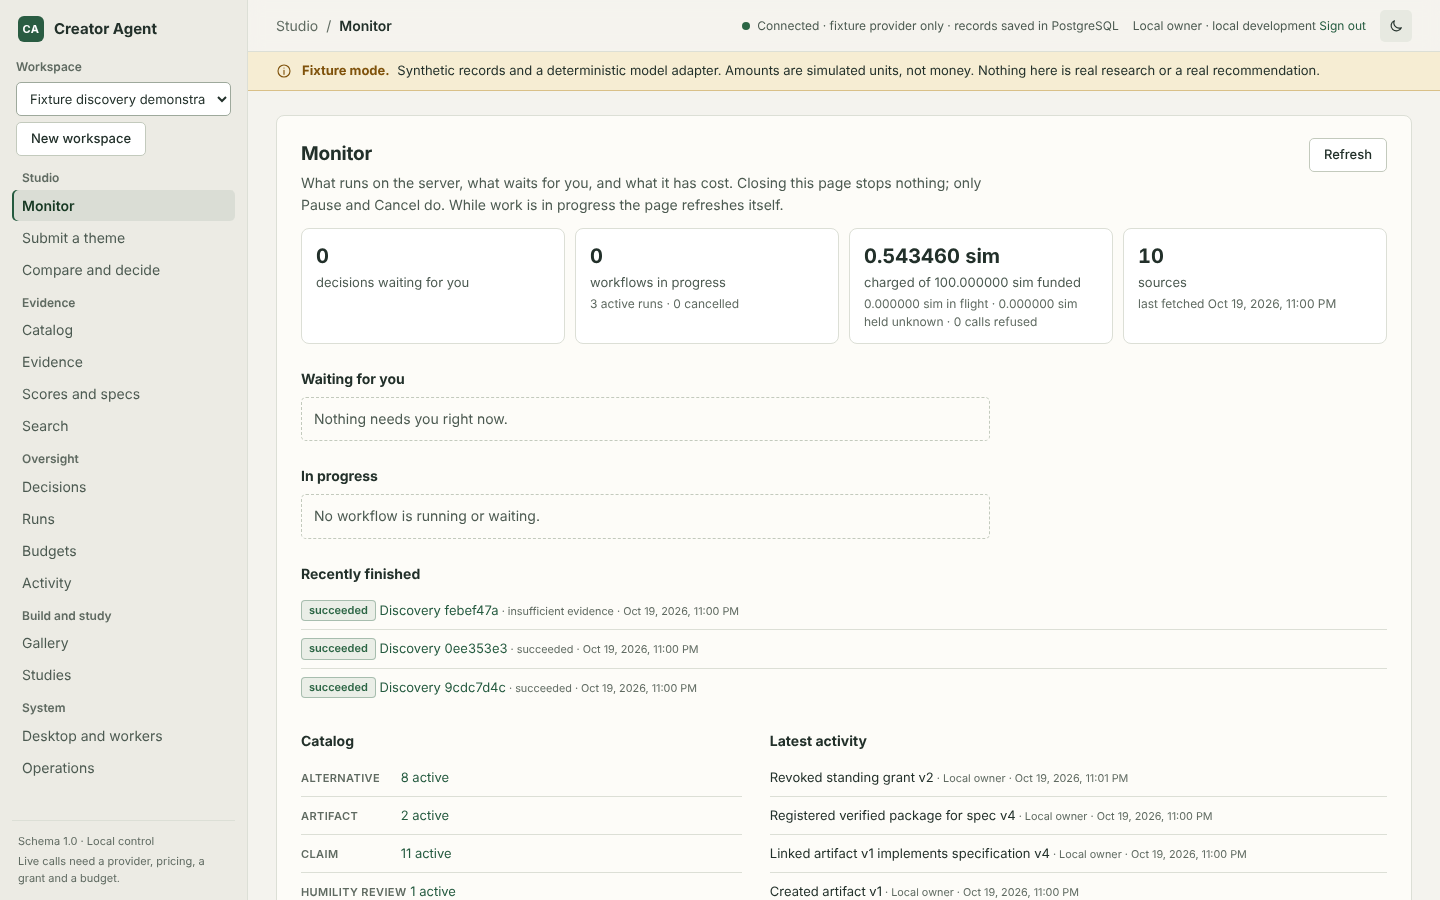 CA Creator Agent
Workspace
Fixture discovery demonstra
New workspace
Studio
Monitor
Submit a theme
Compare and decide
Evidence
Catalog
Evidence
Scores and specs
Search
Oversight
Decisions
Runs
Budgets
Activity
Build and study
Gallery
Studies
System
Desktop and workers
Operations
Schema 1.0 · Local control
Live calls need a provider, pricing, a
grant and a budget.
Studio / Monitor
Connected · fixture provider only · records saved in PostgreSQL
Local owner · local development Sign out
Fixture mode. Synthetic records and a deterministic model adapter. Amounts are simulated units, not money. Nothing here is real research or a real recommendation.
Monitor
Refresh
What runs on the server, what waits for you, and what it has cost. Closing this page stops nothing; only
Pause and Cancel do. While work is in progress the page refreshes itself.
0
decisions waiting for you
0
workflows in progress
3 active runs · 0 cancelled
0.543460 sim
charged of 100.000000 sim funded
0.000000 sim in flight · 0.000000 sim
held unknown · 0 calls refused
10
sources
last fetched Oct 19, 2026, 11:00 PM
Waiting for you
Nothing needs you right now.
In progress
No workflow is running or waiting.
Recently finished
succeeded Discovery febef47a · insufficient evidence · Oct 19, 2026, 11:00 PM
succeeded Discovery 0ee353e3 · succeeded · Oct 19, 2026, 11:00 PM
succeeded Discovery 9cdc7d4c · succeeded · Oct 19, 2026, 11:00 PM
Catalog
ALTERNATIVE 8 active
ARTIFACT 2 active
CLAIM 11 active
HUMILITY REVIEW 1 active
Latest activity
Revoked standing grant v2 · Local owner · Oct 19, 2026, 11:01 PM
Registered verified package for spec v4 · Local owner · Oct 19, 2026, 11:00 PM
Linked artifact v1 implements specification v4 · Local owner · Oct 19, 2026, 11:00 PM
Created artifact v1 · Local owner · Oct 19, 2026, 11:00 PM